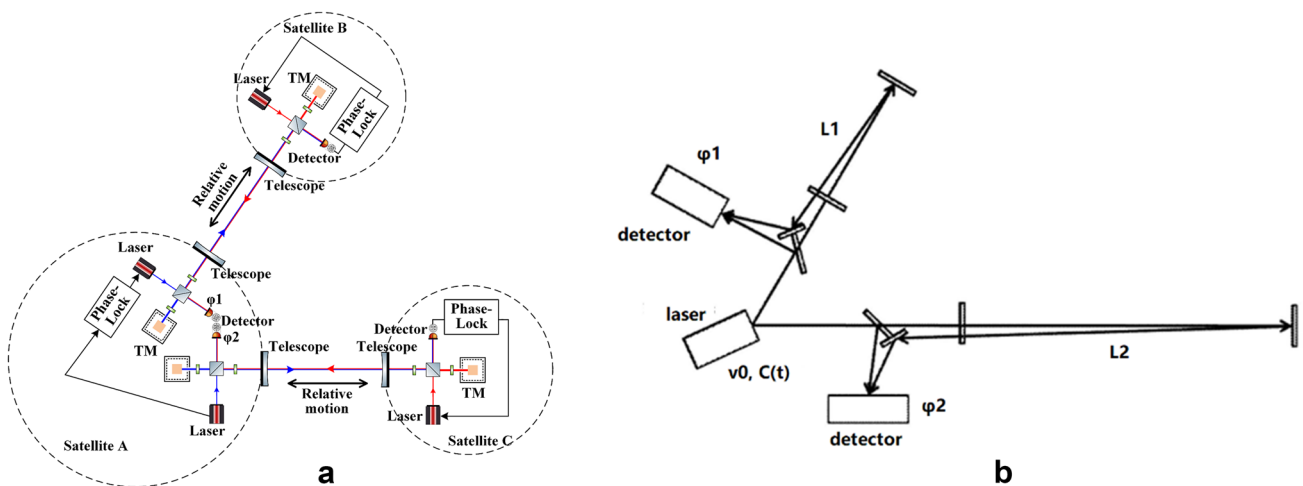 Satellite B
Laser
TM
Phase-
Lock
Detector
Telescope
Relative
motion
Telescope
Laser
Phase-
Lock
φ1
Detector
φ2
TM
Laser
Satellite A
Telescope
Relative
motion
Telescope
Detector
Phase-
Lock
TM
Laser
Satellite C
a
L1
φ1
detector
laser
ν0, C(t)
L2
φ2
detector
b